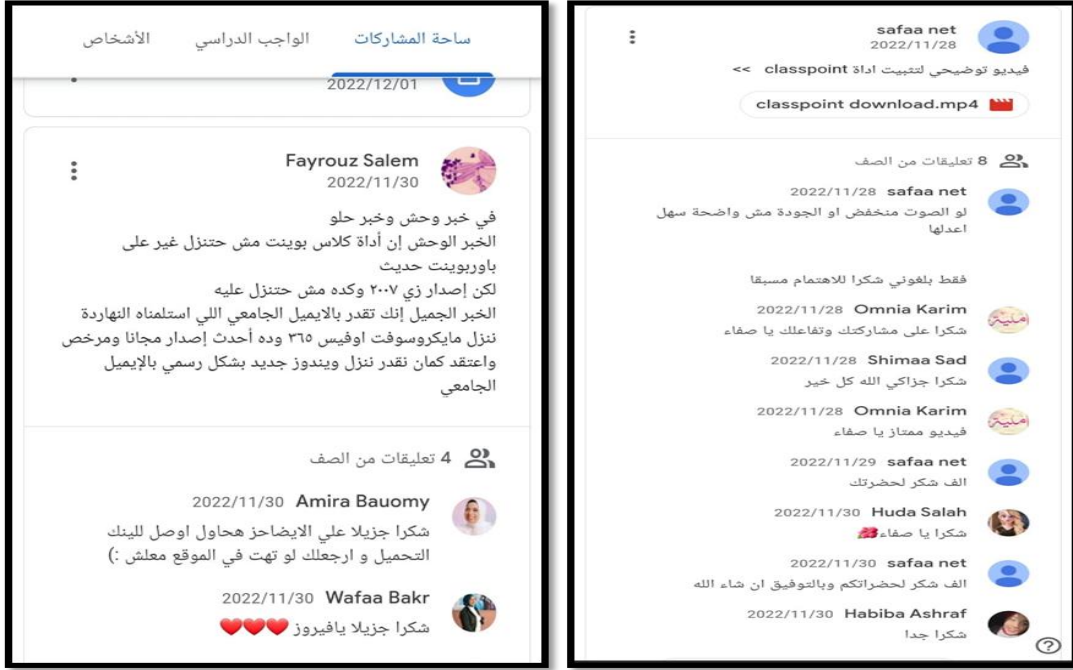 ساحة المشاركات
الواجب الدراسي
الأشخاص
2022/12/01
Fayrouz Salem
2022/11/30
في خبر وحش وخبر حلو
الخبر الوحش إن أداة كلاس بوينت مش حتنزل غير على
باوربوينت حديث
لكن إصدار زي ٢٠٠٧ وكده مش حتنزل عليه
الخبر الجميل إنك تقدر بالايميل الجامعي اللي استلمناه النهاردة
ننزل مايكروسوفت اوفيس ٣٦٥ وده أحدث إصدار مجانا ومرخص
واعتقد كمان نقدر ننزل ويندوز جديد بشكل رسمي بالإيميل
الجامعي
4 تعليقات من الصف
Amira Bauomy 2022/11/30
شكرا جزيلا علي الايضاحز هحاول اوصل للينك
التحميل و ارجعلك لو تهت في الموقع معلش :)
Wafaa Bakr 2022/11/30
شكرا جزيلا يافيروز ❤❤❤
safaa net
2022/11/28
فيديو توضيحي لتثبيت اداة classpoint >>
classpoint download.mp4
8 تعليقات من الصف
safaa net 2022/11/28
لو الصوت منخفض او الجودة مش واضحة سهل
اعدلها
فقط بلغوني شكرا للاهتمام مسبقا
Omnia Karim 2022/11/28
شكرا على مشاركتك وتفاعلك يا صفاء
Shimaa Sad 2022/11/28
شكرا جزاكي الله كل خير
Omnia Karim 2022/11/28
فيديو ممتاز يا صفاء
safaa net 2022/11/29
الف شكر لحضرتك
Huda Salah 2022/11/30
شكرا يا صفاء🌺
safaa net 2022/11/30
الف شكر لحضراتكم وبالتوفيق ان شاء الله
Habiba Ashraf 2022/11/30
شكرا جدا